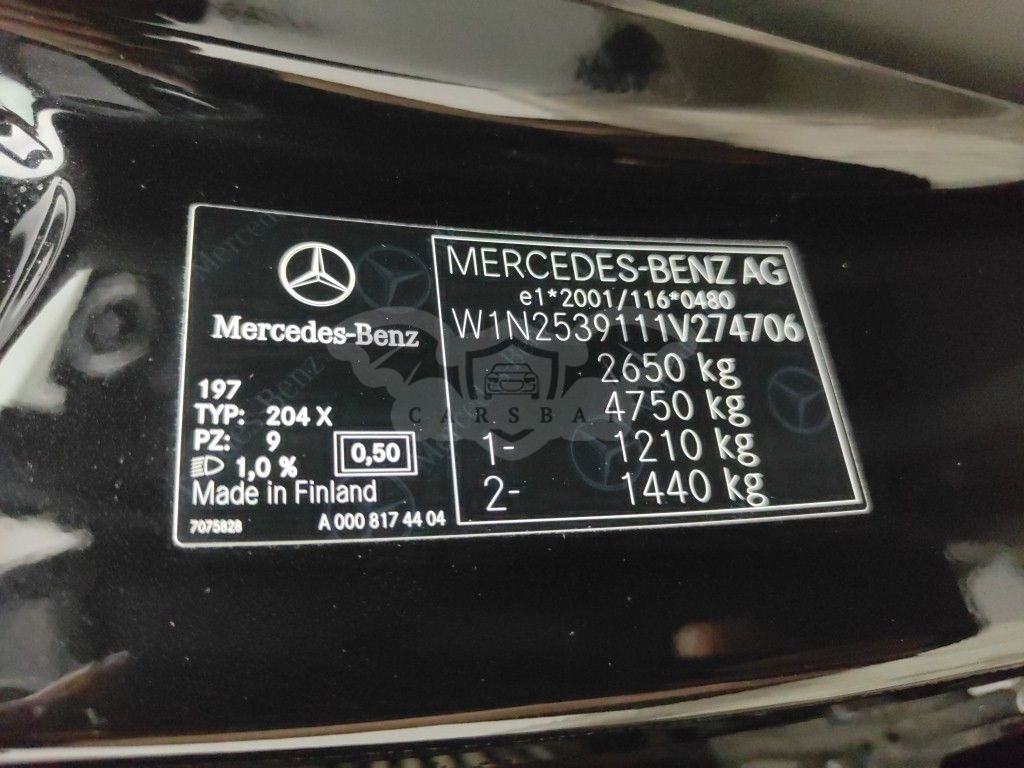 Mercedes-Benz
197
TYP: 204 X
PZ: 9
0,50
1,0 %
Made in Finland
7075828
A 000 817 44 04
MERCEDES-BENZ AG
e1*2001/116*0480
W1N2539111V274706
2650 kg
4750 kg
1- 1210 kg
2- 1440 kg